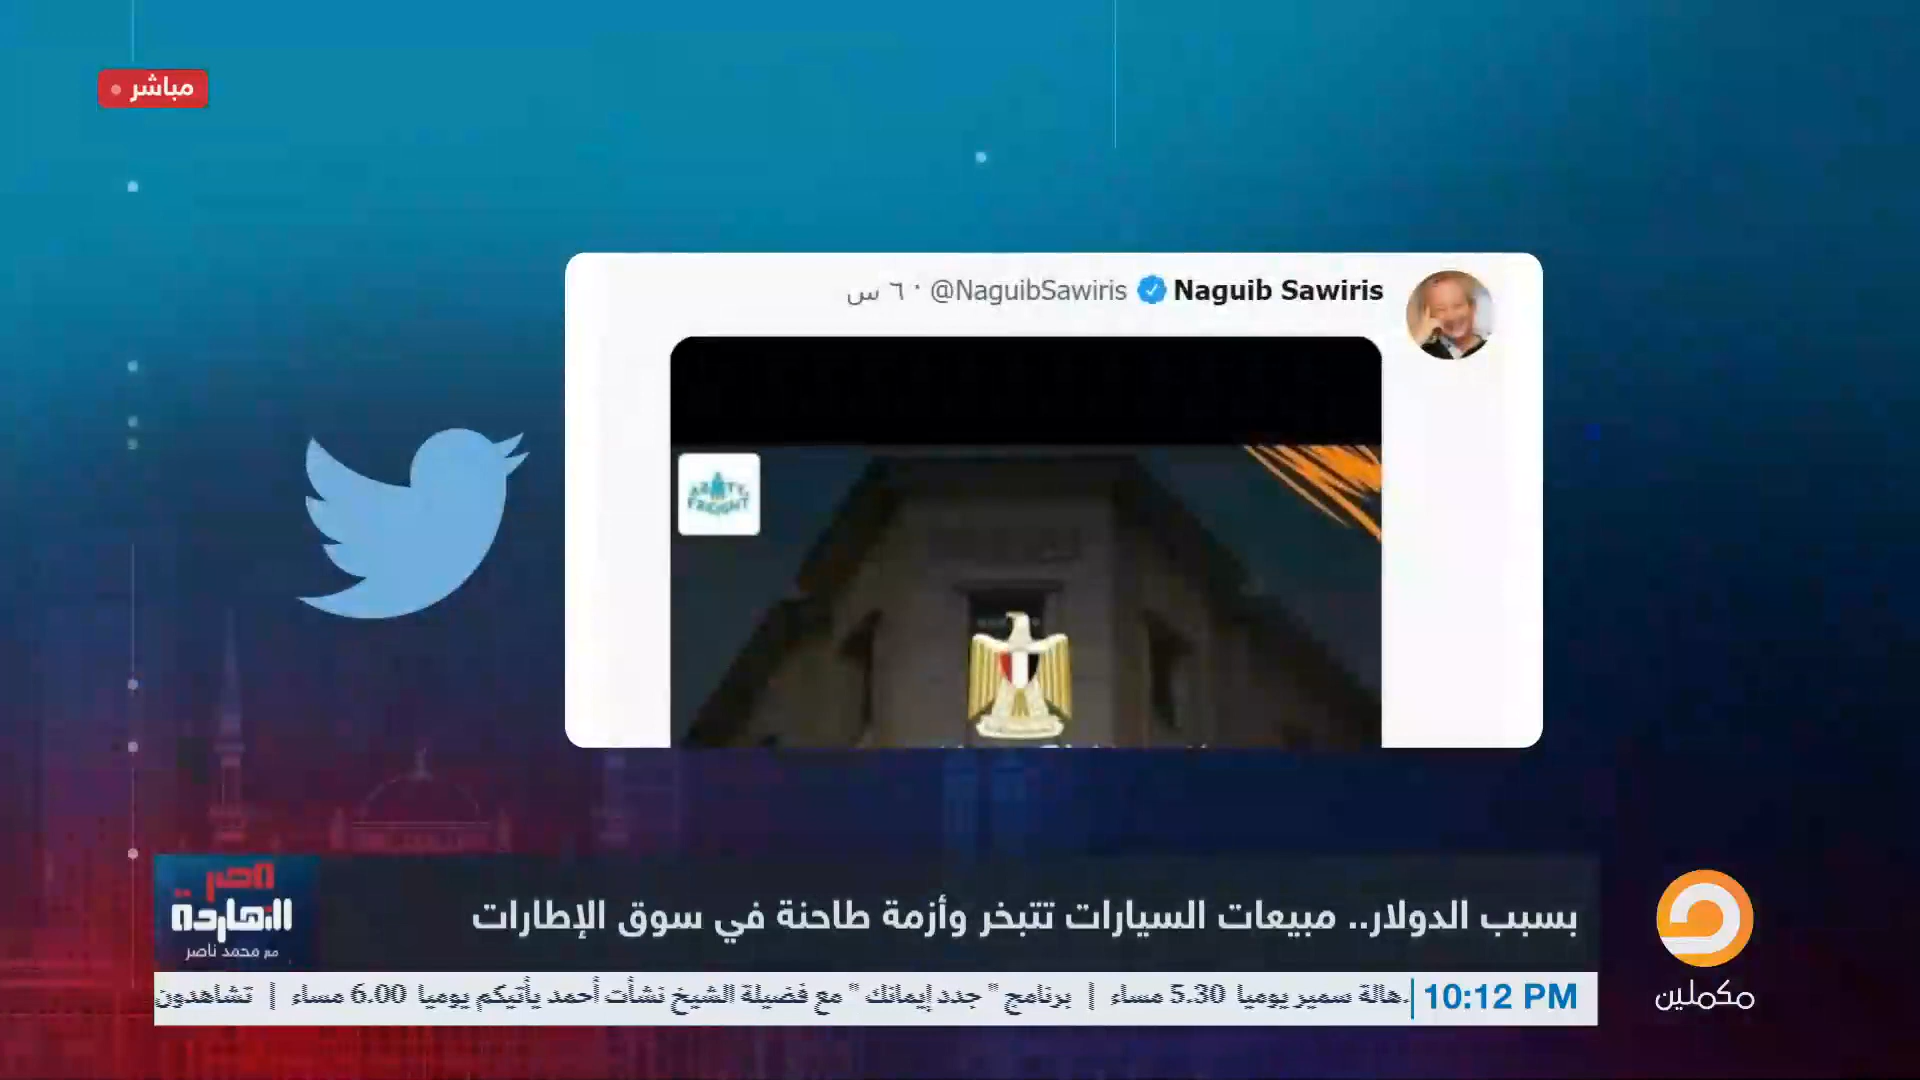 مباشر
Naguib Sawiris @NaguibSawiris · ٦ س
مصر
النهاردة
مع محمد ناصر
بسبب الدولار.. مبيعات السيارات تتبخر وأزمة طاحنة في سوق الإطارات
10:12 PM
هالة سمير يوميا 5.30 مساء | برنامج " جدد إيمانك " مع فضيلة الشيخ نشأت أحمد يأتيكم يوميا 6.00 مساء | تشاهدون
مكملين